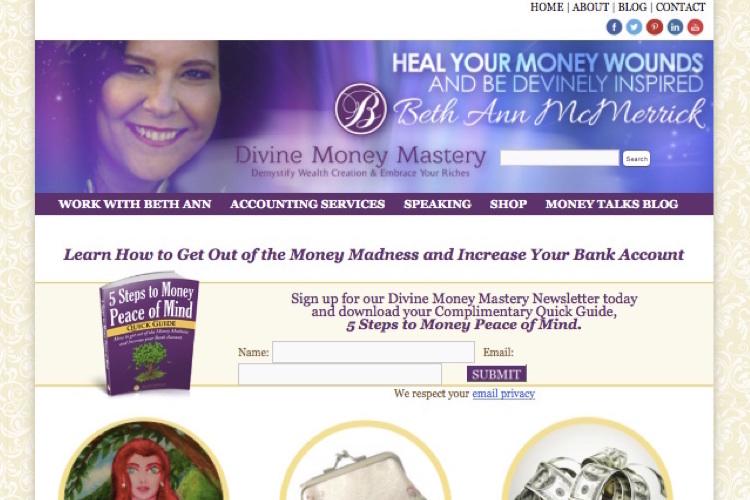 HOME | ABOUT | BLOG | CONTACT
HEAL YOUR MONEY WOUNDS
AND BE DEVINELY INSPIRED
B
Beth Ann McMerrick
Divine Money Mastery
Search
Demystify Wealth Creation & Embrace Your Riches
WORK WITH BETH ANN SPEAKING ACCOUNTING SERVICES SHOP MONEY TALKS BLOG
Learn How to Get Out of the Money Madness and Increase Your Bank Account
5 Steps to Money
Peace of Mind
QUICK GUIDE
How to get out of the Money Madness
and increase your Bank Account
Sign up for our Divine Money Mastery Newsletter today
and download your Complimentary Quick Guide,
5 Steps to Money Peace of Mind.
Name: Email:
SUBMIT
We respect your email privacy